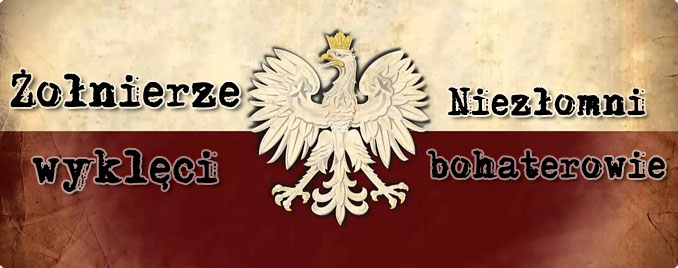 Żołnierze
wyklęci
Niezłomni
bohaterowie